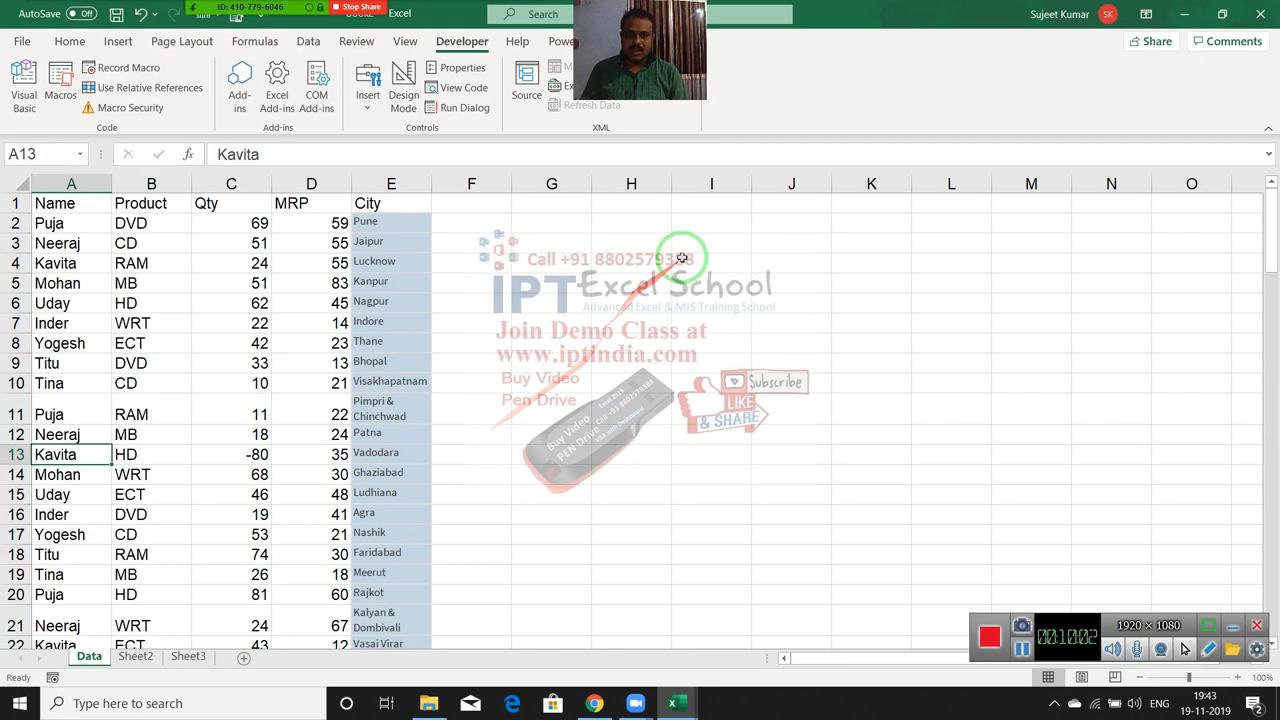 AutoSave Off
ID: 410-779-6046
Stop Share
Excel
Search
Sujeet Kumar
SK
File Home Insert Page Layout Formulas Data Review View Developer Help
Share
Comments
Visual Basic
Macros
Record Macro
Use Relative References
Macro Security
Code
Add-ins
Excel Add-ins
COM Add-ins
Add-ins
Insert
Design Mode
Properties
View Code
Run Dialog
Controls
Source
Refresh Data
XML
A13
fx
Kavita
A B C D E F G H I J K L M N O
1 Name Product Qty MRP City
2 Puja DVD 69 59 Pune
3 Neeraj CD 51 55 Jaipur
4 Kavita RAM 24 55 Lucknow
5 Mohan MB 51 83 Kanpur
6 Uday HD 62 45 Nagpur
7 Inder WRT 22 14 Indore
8 Yogesh ECT 42 23 Thane
9 Titu DVD 33 13 Bhopal
10 Tina CD 10 21 Visakhapatnam
11 Puja RAM 11 22 Pimpri & Chinchwad
12 Neeraj MB 18 24 Patna
13 Kavita HD -80 35 Vadodara
14 Mohan WRT 68 30 Ghaziabad
15 Uday ECT 46 48 Ludhiana
16 Inder DVD 19 41 Agra
17 Yogesh CD 53 21 Nashik
18 Titu RAM 74 30 Faridabad
19 Tina MB 26 18 Meerut
20 Puja HD 81 60 Rajkot
21 Neeraj WRT 24 67 Kalyan & Dombivali
22 Kavita ECT 43 12 Vasai Virar
Call +91 8802579388
IPT Excel School
Advanced Excel & MIS Training School
Join Demo Class at
www.iptindia.com
Buy Video
Pen Drive
Buy Video
PEN Drive
Call +91 8802579388
Subscribe
LIKE
& SHARE
1920 × 1080
Data Sheet2 Sheet3
Ready
100%
Type here to search
19:43
19-11-2019
2